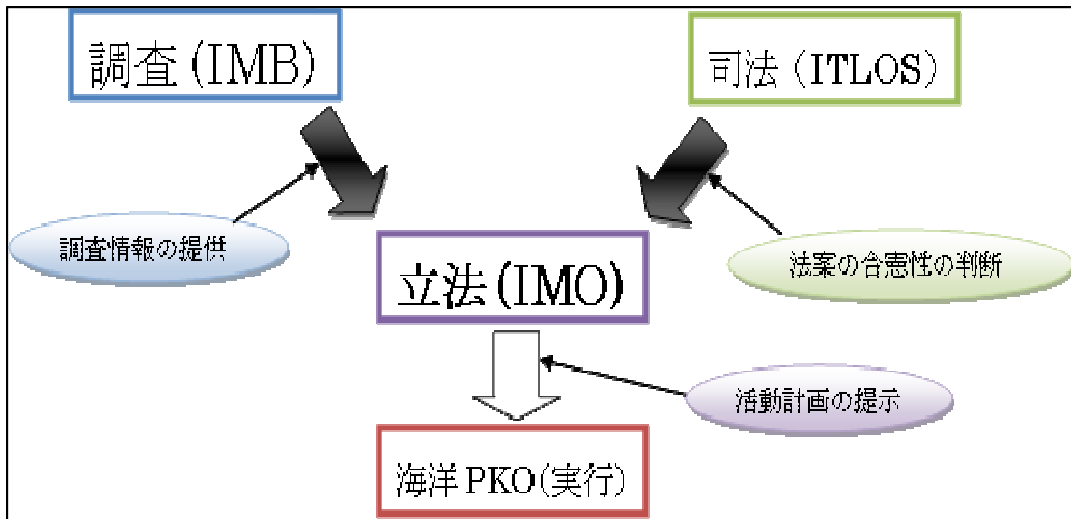 調査(IMB)
司法(ITLOS)
調査情報の提供
法案の合憲性の判断
立法(IMO)
活動計画の提示
海洋PKO(実行)